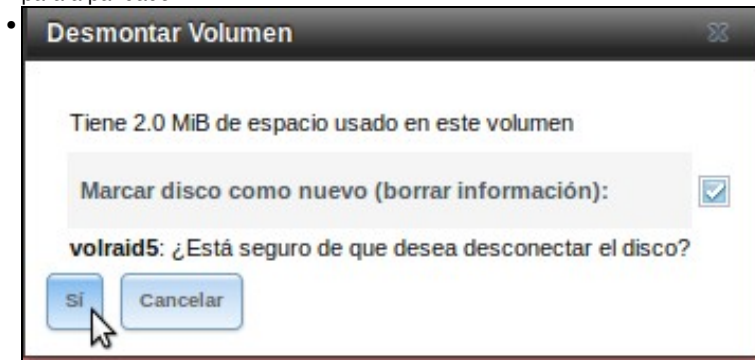 Desmontar Volumen
Tiene 2.0 MiB de espacio usado en este volumen
Marcar disco como nuevo (borrar información):
volraid5: ¿Está seguro de que desea desconectar el disco?
Sí
Cancelar